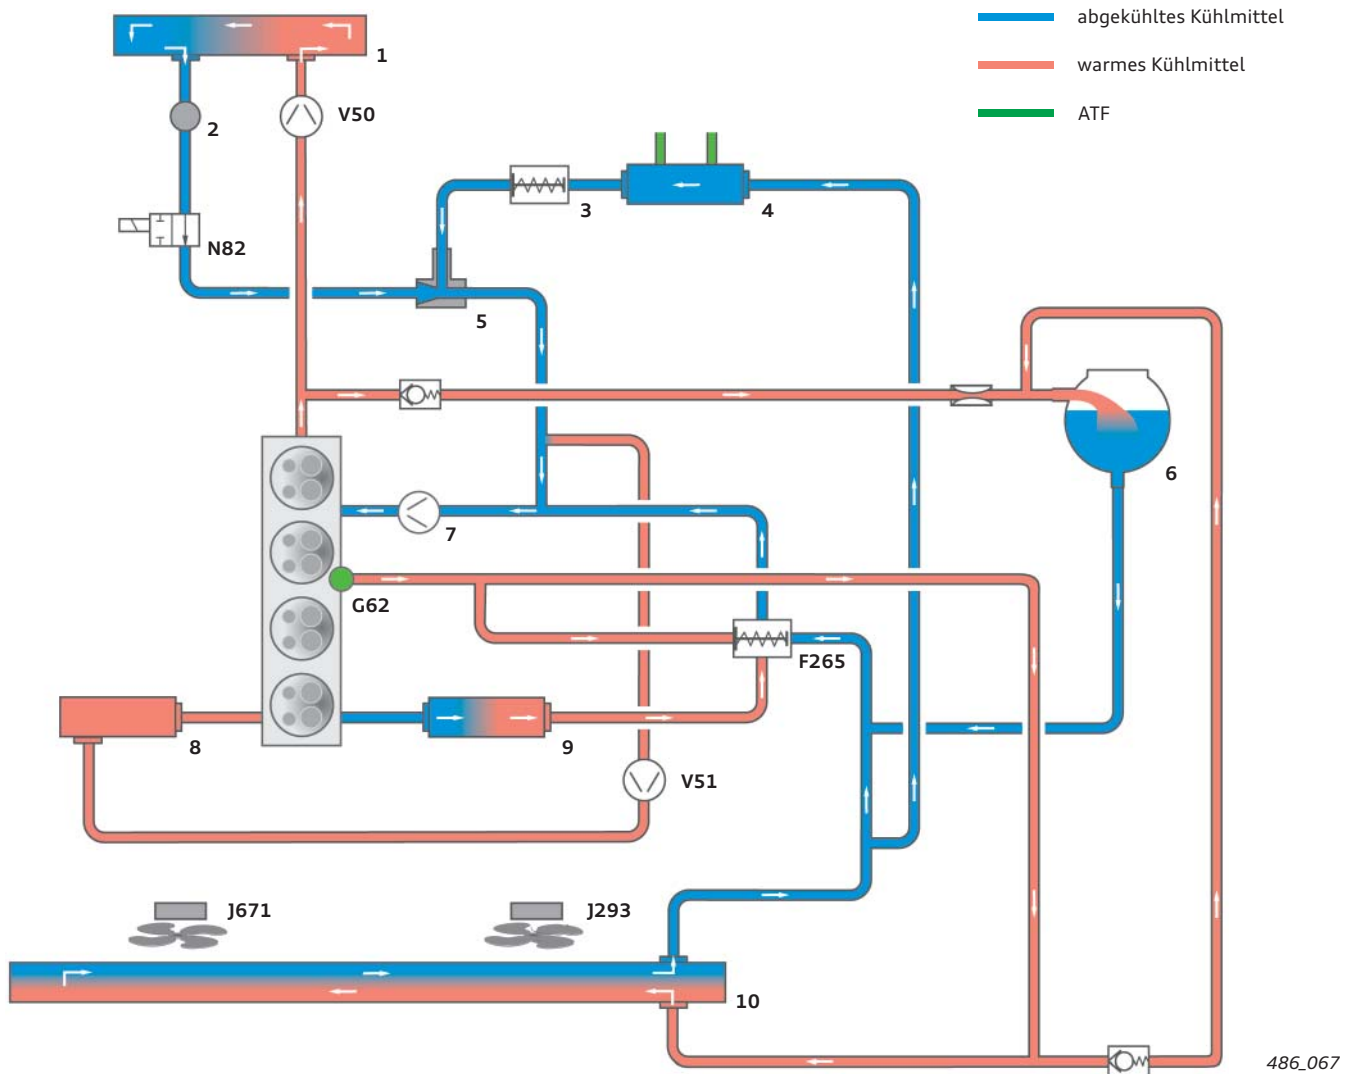 abgekühltes Kühlmittel
warmes Kühlmittel
ATF
1
2
V50
3
4
N82
5
6
7
G62
F265
8
9
V51
J671
J293
10
486_067